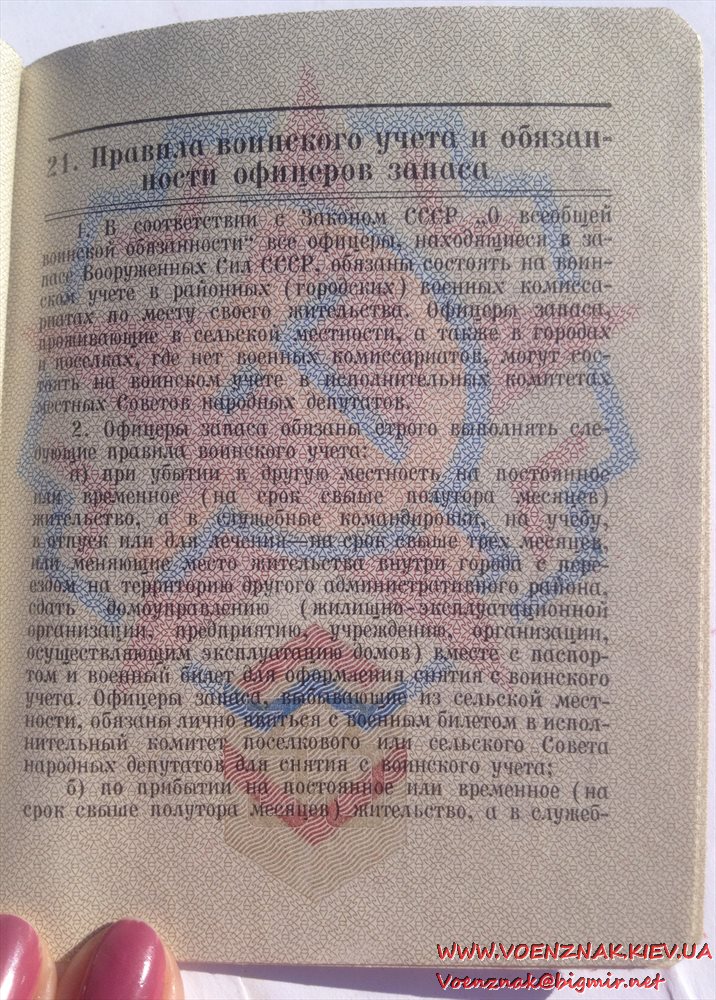 21. Правила воинского учета и обязан-
ности офицеров запаса
1. В соответствии с Законом СССР „О всеобщей
воинской обязанности“ все офицеры, находящиеся в за-
пасе Вооруженных Сил СССР, обязаны состоять на воин-
ском учете в районных (городских) военных комисса-
риатах по месту своего жительства. Офицеры запаса,
проживающие в сельской местности, а также в городах
и поселках, где нет военных комиссариатов, могут сос-
тоять на воинском учете в исполнительных комитетах
местных Советов народных депутатов.
2. Офицеры запаса обязаны строго выполнять сле-
дующие правила воинского учета:
а) при убытии в другую местность на постоянное
или временное (на срок свыше полутора месяцев)
жительство, а в служебные командировки, на учебу,
в отпуск или для лечения—на срок свыше трех месяцев,
или меняющие место жительства внутри города с пере-
ездом на территорию другого административного района,
сдать домоуправлению (жилищно-эксплуатационной
организации, предприятию, учреждению, организации,
осуществляющим эксплуатацию домов) вместе с паспор-
том и военный билет для оформления снятия с воинского
учета. Офицеры запаса, выбывающие из сельской мест-
ности, обязаны лично явиться с военным билетом в испол-
нительный комитет поселкового или сельского Совета
народных депутатов для снятия с воинского учета;
б) по прибытии на постоянное или временное (на
срок свыше полутора месяцев) жительство, а в служеб-
WWW.VOENZNAK.KIEV.UA
Voenznak@bigmir.net